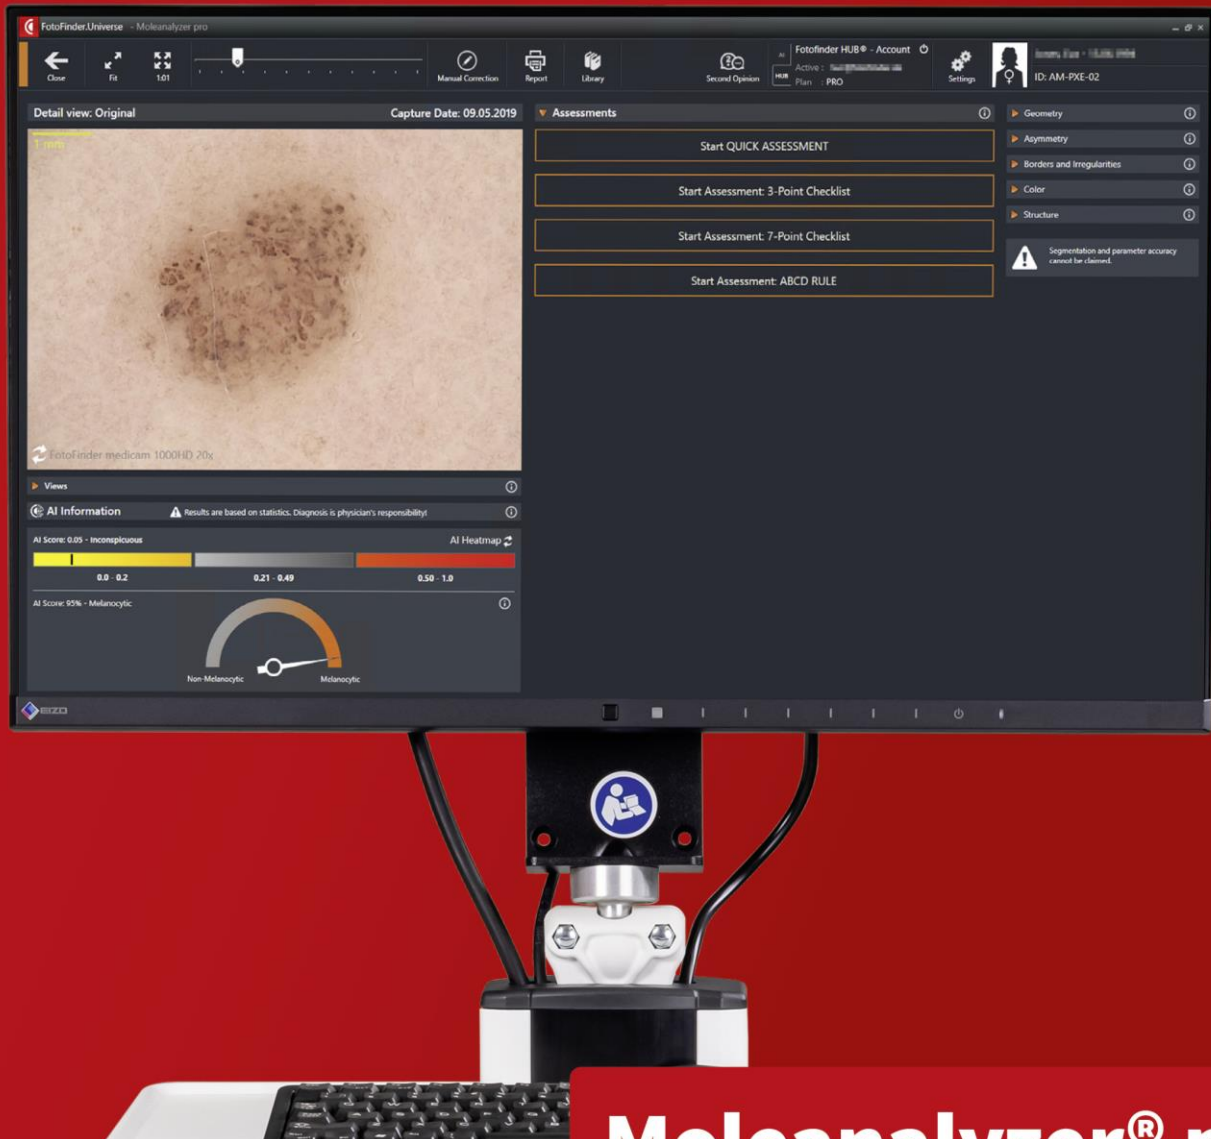 FotoFinder.Universe - Moleanalyzer pro
Close
Fit
1:01
Manual Correction
Report
Library
Second Opinion
AI
HUB
Fotofinder HUB® - Account
Active :
Plan : PRO
Settings
ID: AM-PXE-02
Detail view: Original
Capture Date: 09.05.2019
1 mm
FotoFinder medicam 1000HD 20x
Views
AI Information
Results are based on statistics. Diagnosis is physician's responsibility!
AI Score: 0.05 - Inconspicuous
AI Heatmap
0.0 - 0.2
0.21 - 0.49
0.50 - 1.0
AI Score: 95% - Melanocytic
Non-Melanocytic
Melanocytic
Assessments
Start QUICK ASSESSMENT
Start Assessment: 3-Point Checklist
Start Assessment: 7-Point Checklist
Start Assessment: ABCD RULE
Geometry
Asymmetry
Borders and Irregularities
Color
Structure
Segmentation and parameter accuracy
cannot be claimed.
EIZO
Moleanalyzer®